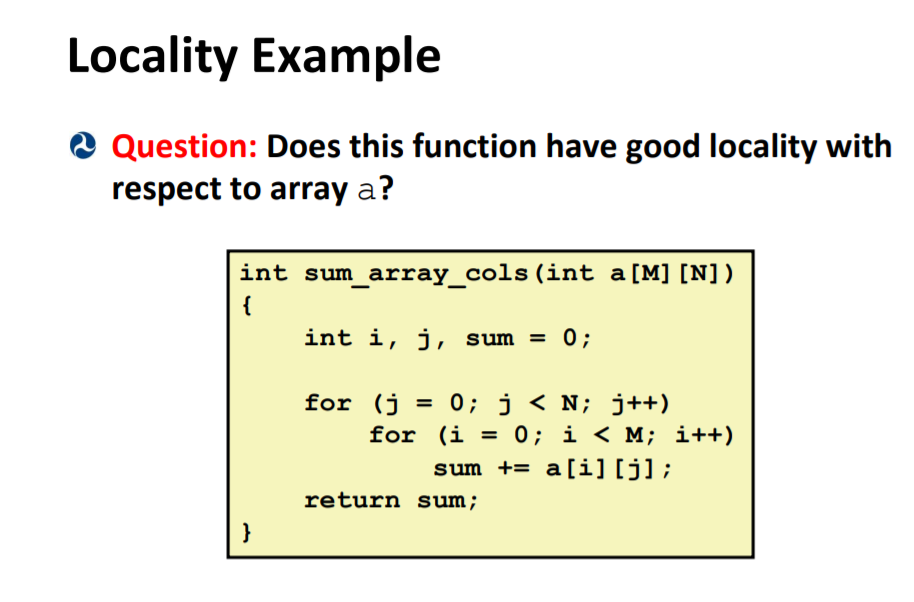 Locality Example
Question: Does this function have good locality with
respect to array a?
int sum_array_cols(int a[M][N])
{
    int i, j, sum = 0;
    for (j = 0; j < N; j++)
        for (i = 0; i < M; i++)
            sum += a[i][j];
    return sum;
}